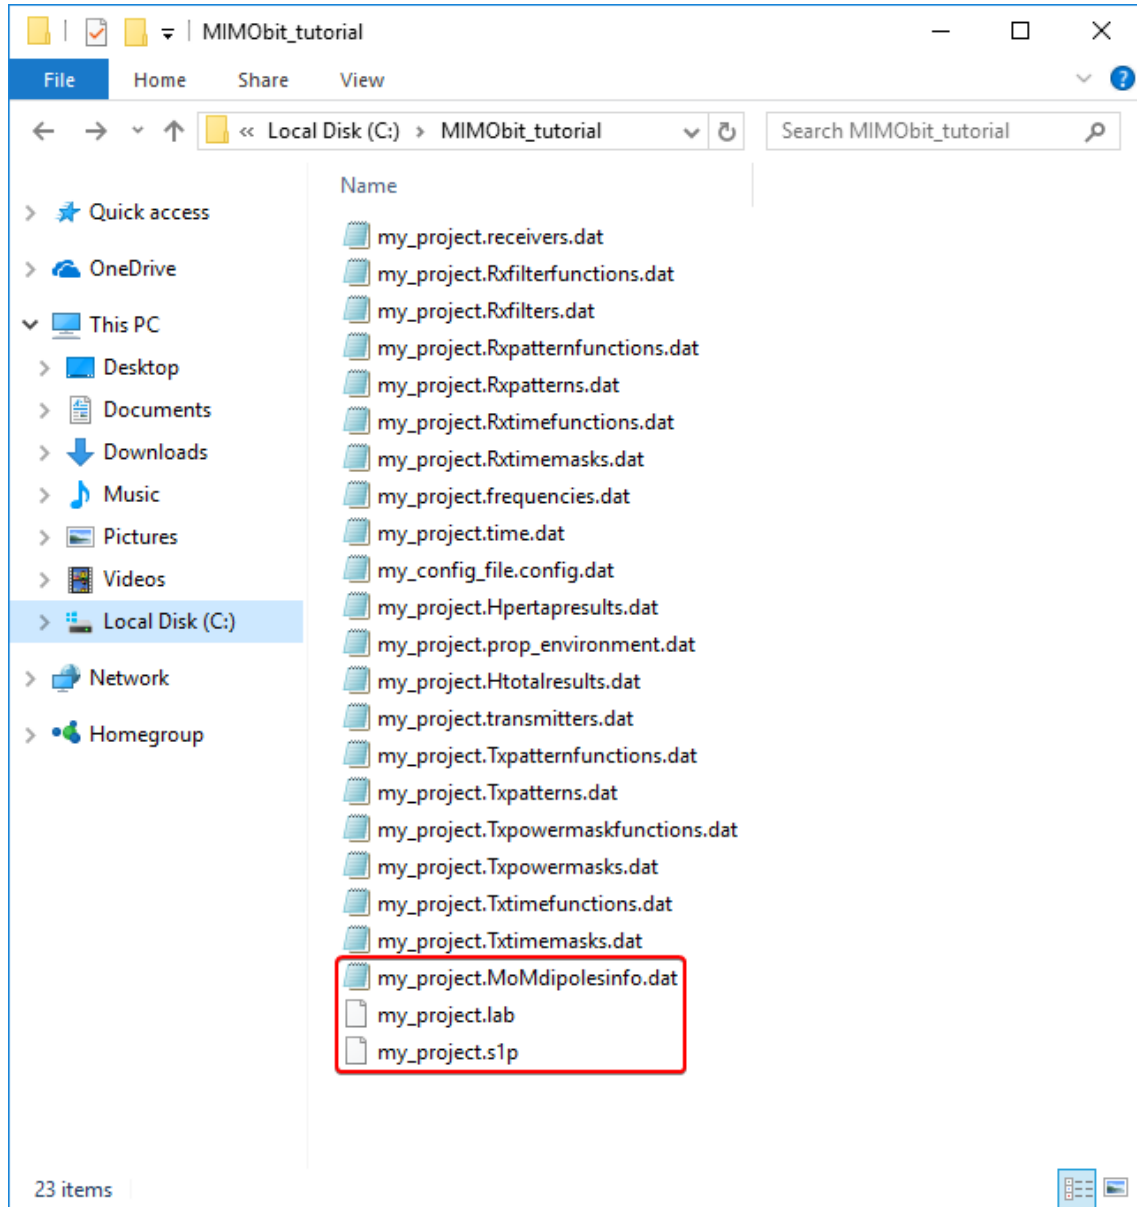 MIMObit_tutorial
File Home Share View
« Local Disk (C:) › MIMObit_tutorial
Search MIMObit_tutorial
Name
Quick access
OneDrive
This PC
Desktop
Documents
Downloads
Music
Pictures
Videos
Local Disk (C:)
Network
Homegroup
my_project.receivers.dat
my_project.Rxfilterfunctions.dat
my_project.Rxfilters.dat
my_project.Rxpatternfunctions.dat
my_project.Rxpatterns.dat
my_project.Rxtimefunctions.dat
my_project.Rxtimemasks.dat
my_project.frequencies.dat
my_project.time.dat
my_config_file.config.dat
my_project.Hpertapresults.dat
my_project.prop_environment.dat
my_project.Htotalresults.dat
my_project.transmitters.dat
my_project.Txpatternfunctions.dat
my_project.Txpatterns.dat
my_project.Txpowermaskfunctions.dat
my_project.Txpowermasks.dat
my_project.Txtimefunctions.dat
my_project.Txtimemasks.dat
my_project.MoMdipolesinfo.dat
my_project.lab
my_project.s1p
23 items